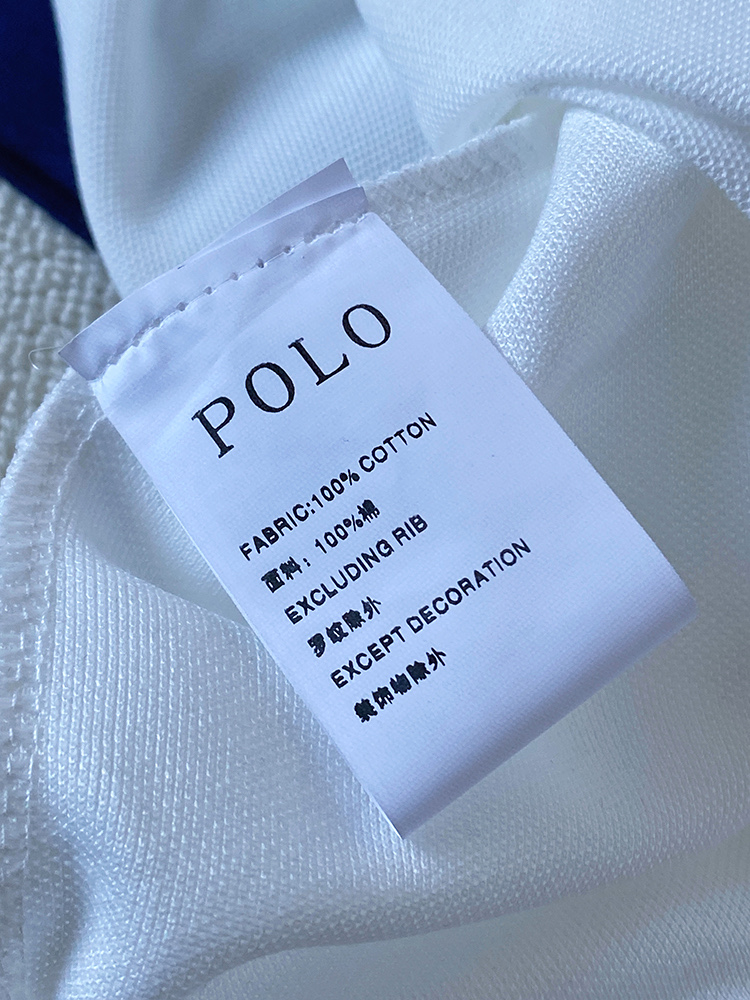 POLO
FABRIC:100% COTTON
面料：100%棉
EXCLUDING RIB
罗蚊除外
EXCEPT DECORATION
装饰物除外